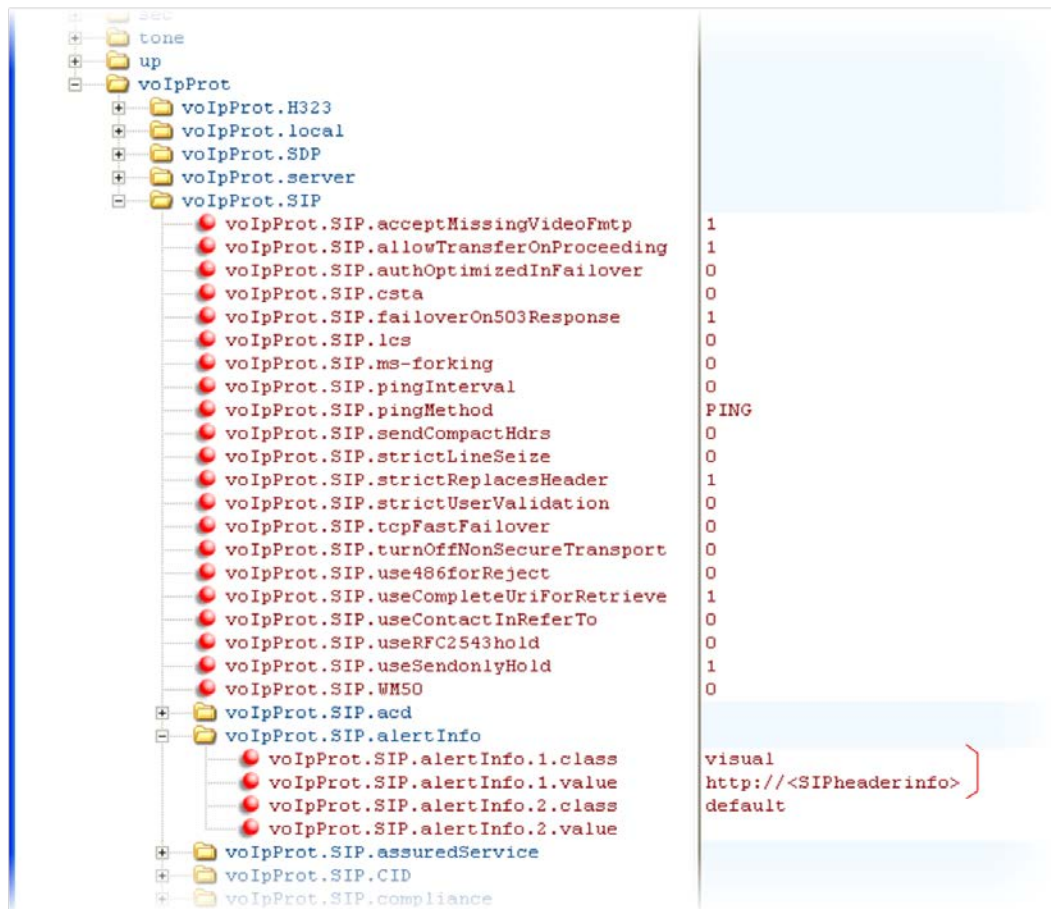 sec
tone
up
voIpProt
voIpProt.H323
voIpProt.local
voIpProt.SDP
voIpProt.server
voIpProt.SIP
voIpProt.SIP.acceptMissingVideoFmtp 1
voIpProt.SIP.allowTransferOnProceeding 1
voIpProt.SIP.authOptimizedInFailover 0
voIpProt.SIP.csta 0
voIpProt.SIP.failoverOn503Response 1
voIpProt.SIP.lcs 0
voIpProt.SIP.ms-forking 0
voIpProt.SIP.pingInterval 0
voIpProt.SIP.pingMethod PING
voIpProt.SIP.sendCompactHdrs 0
voIpProt.SIP.strictLineSeize 0
voIpProt.SIP.strictReplacesHeader 1
voIpProt.SIP.strictUserValidation 0
voIpProt.SIP.tcpFastFailover 0
voIpProt.SIP.turnOffNonSecureTransport 0
voIpProt.SIP.use486forReject 0
voIpProt.SIP.useCompleteUriForRetrieve 1
voIpProt.SIP.useContactInReferTo 0
voIpProt.SIP.useRFC2543hold 0
voIpProt.SIP.useSendonlyHold 1
voIpProt.SIP.WM50 0
voIpProt.SIP.acd
voIpProt.SIP.alertInfo
voIpProt.SIP.alertInfo.1.class visual
voIpProt.SIP.alertInfo.1.value http://<SIPheaderinfo>
voIpProt.SIP.alertInfo.2.class default
voIpProt.SIP.alertInfo.2.value
voIpProt.SIP.assuredService
voIpProt.SIP.CID
voIpProt.SIP.compliance